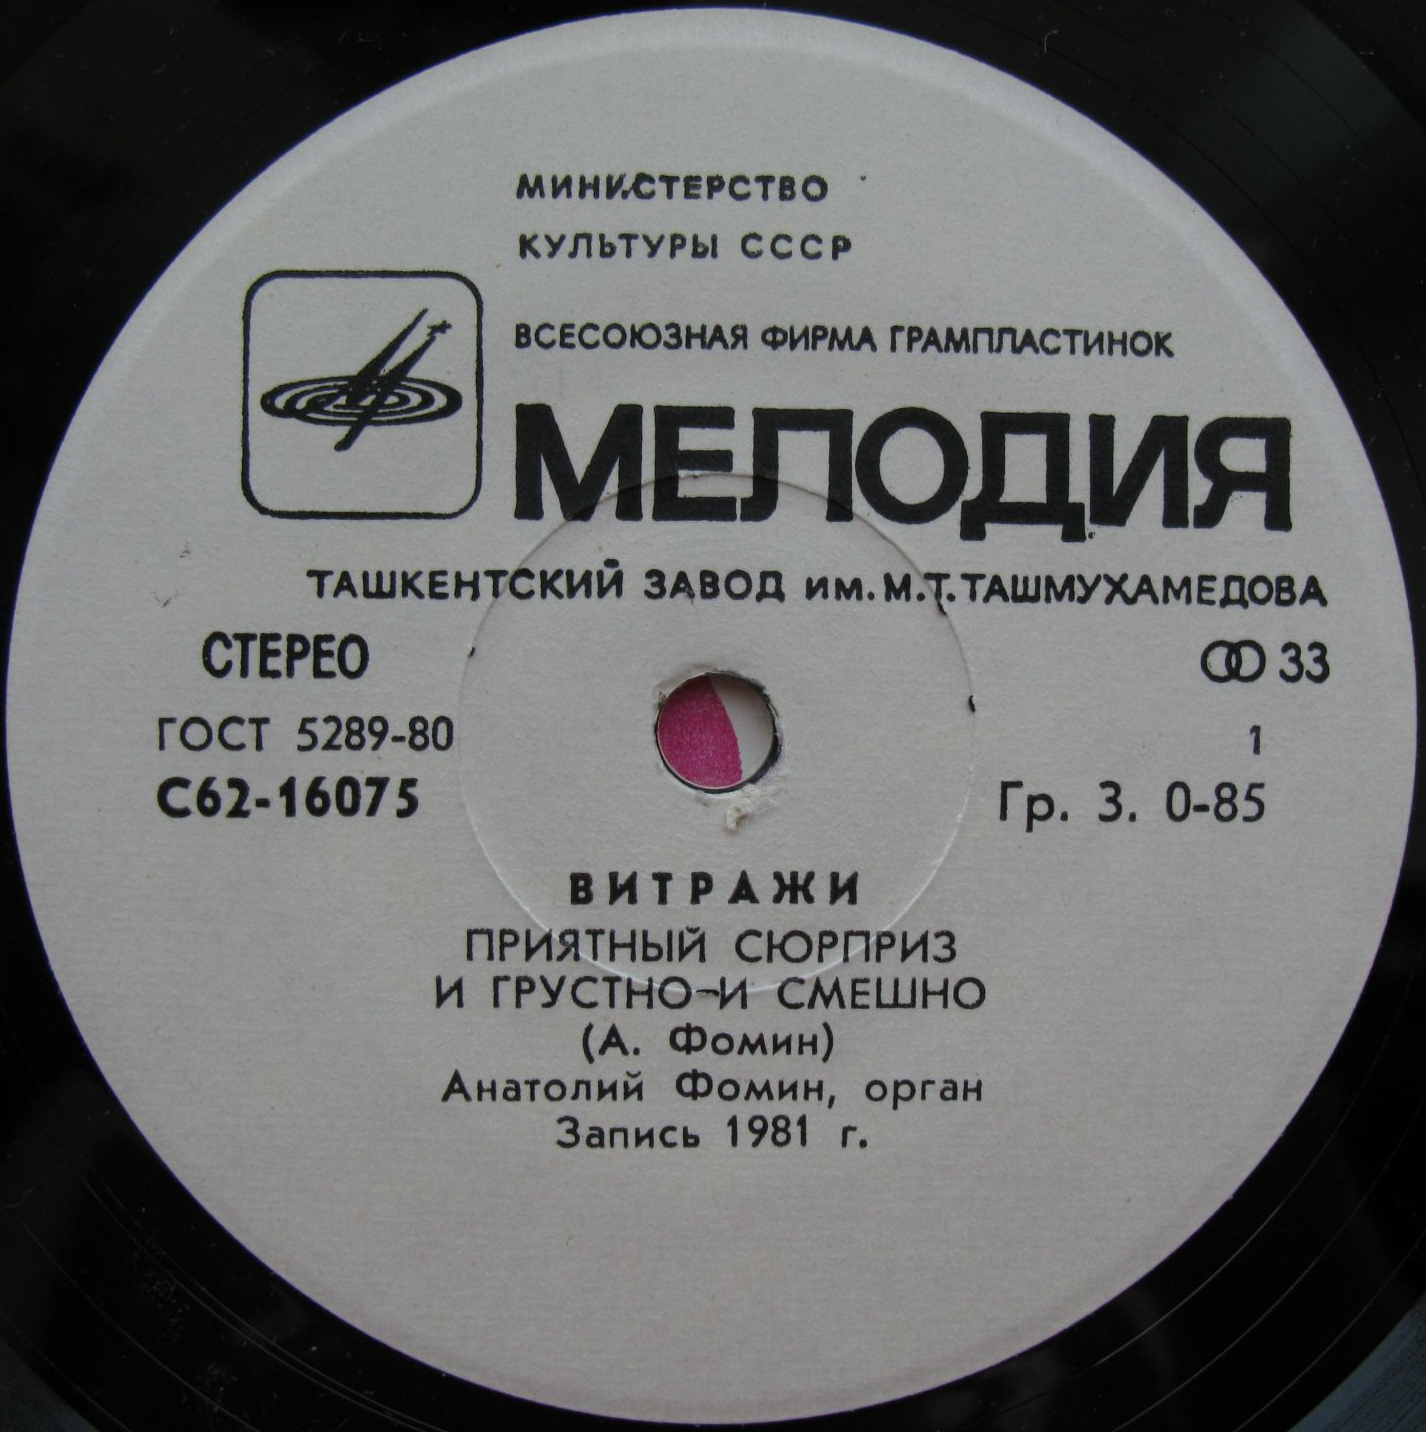 МИНИСТЕРСТВО
КУЛЬТУРЫ СССР
ВСЕСОЮЗНАЯ ФИРМА ГРАМПЛАСТИНОК
МЕЛОДИЯ
ТАШКЕНТСКИЙ ЗАВОД им. М.Т. ТАШМУХАМЕДОВА
СТЕРЕО 33
ГОСТ 5289-80 1
С62-16075 Гр. 3. 0-85
ВИТРАЖИ
ПРИЯТНЫЙ СЮРПРИЗ
И ГРУСТНО-И СМЕШНО
(А. Фомин)
Анатолий Фомин, орган
Запись 1981 г.